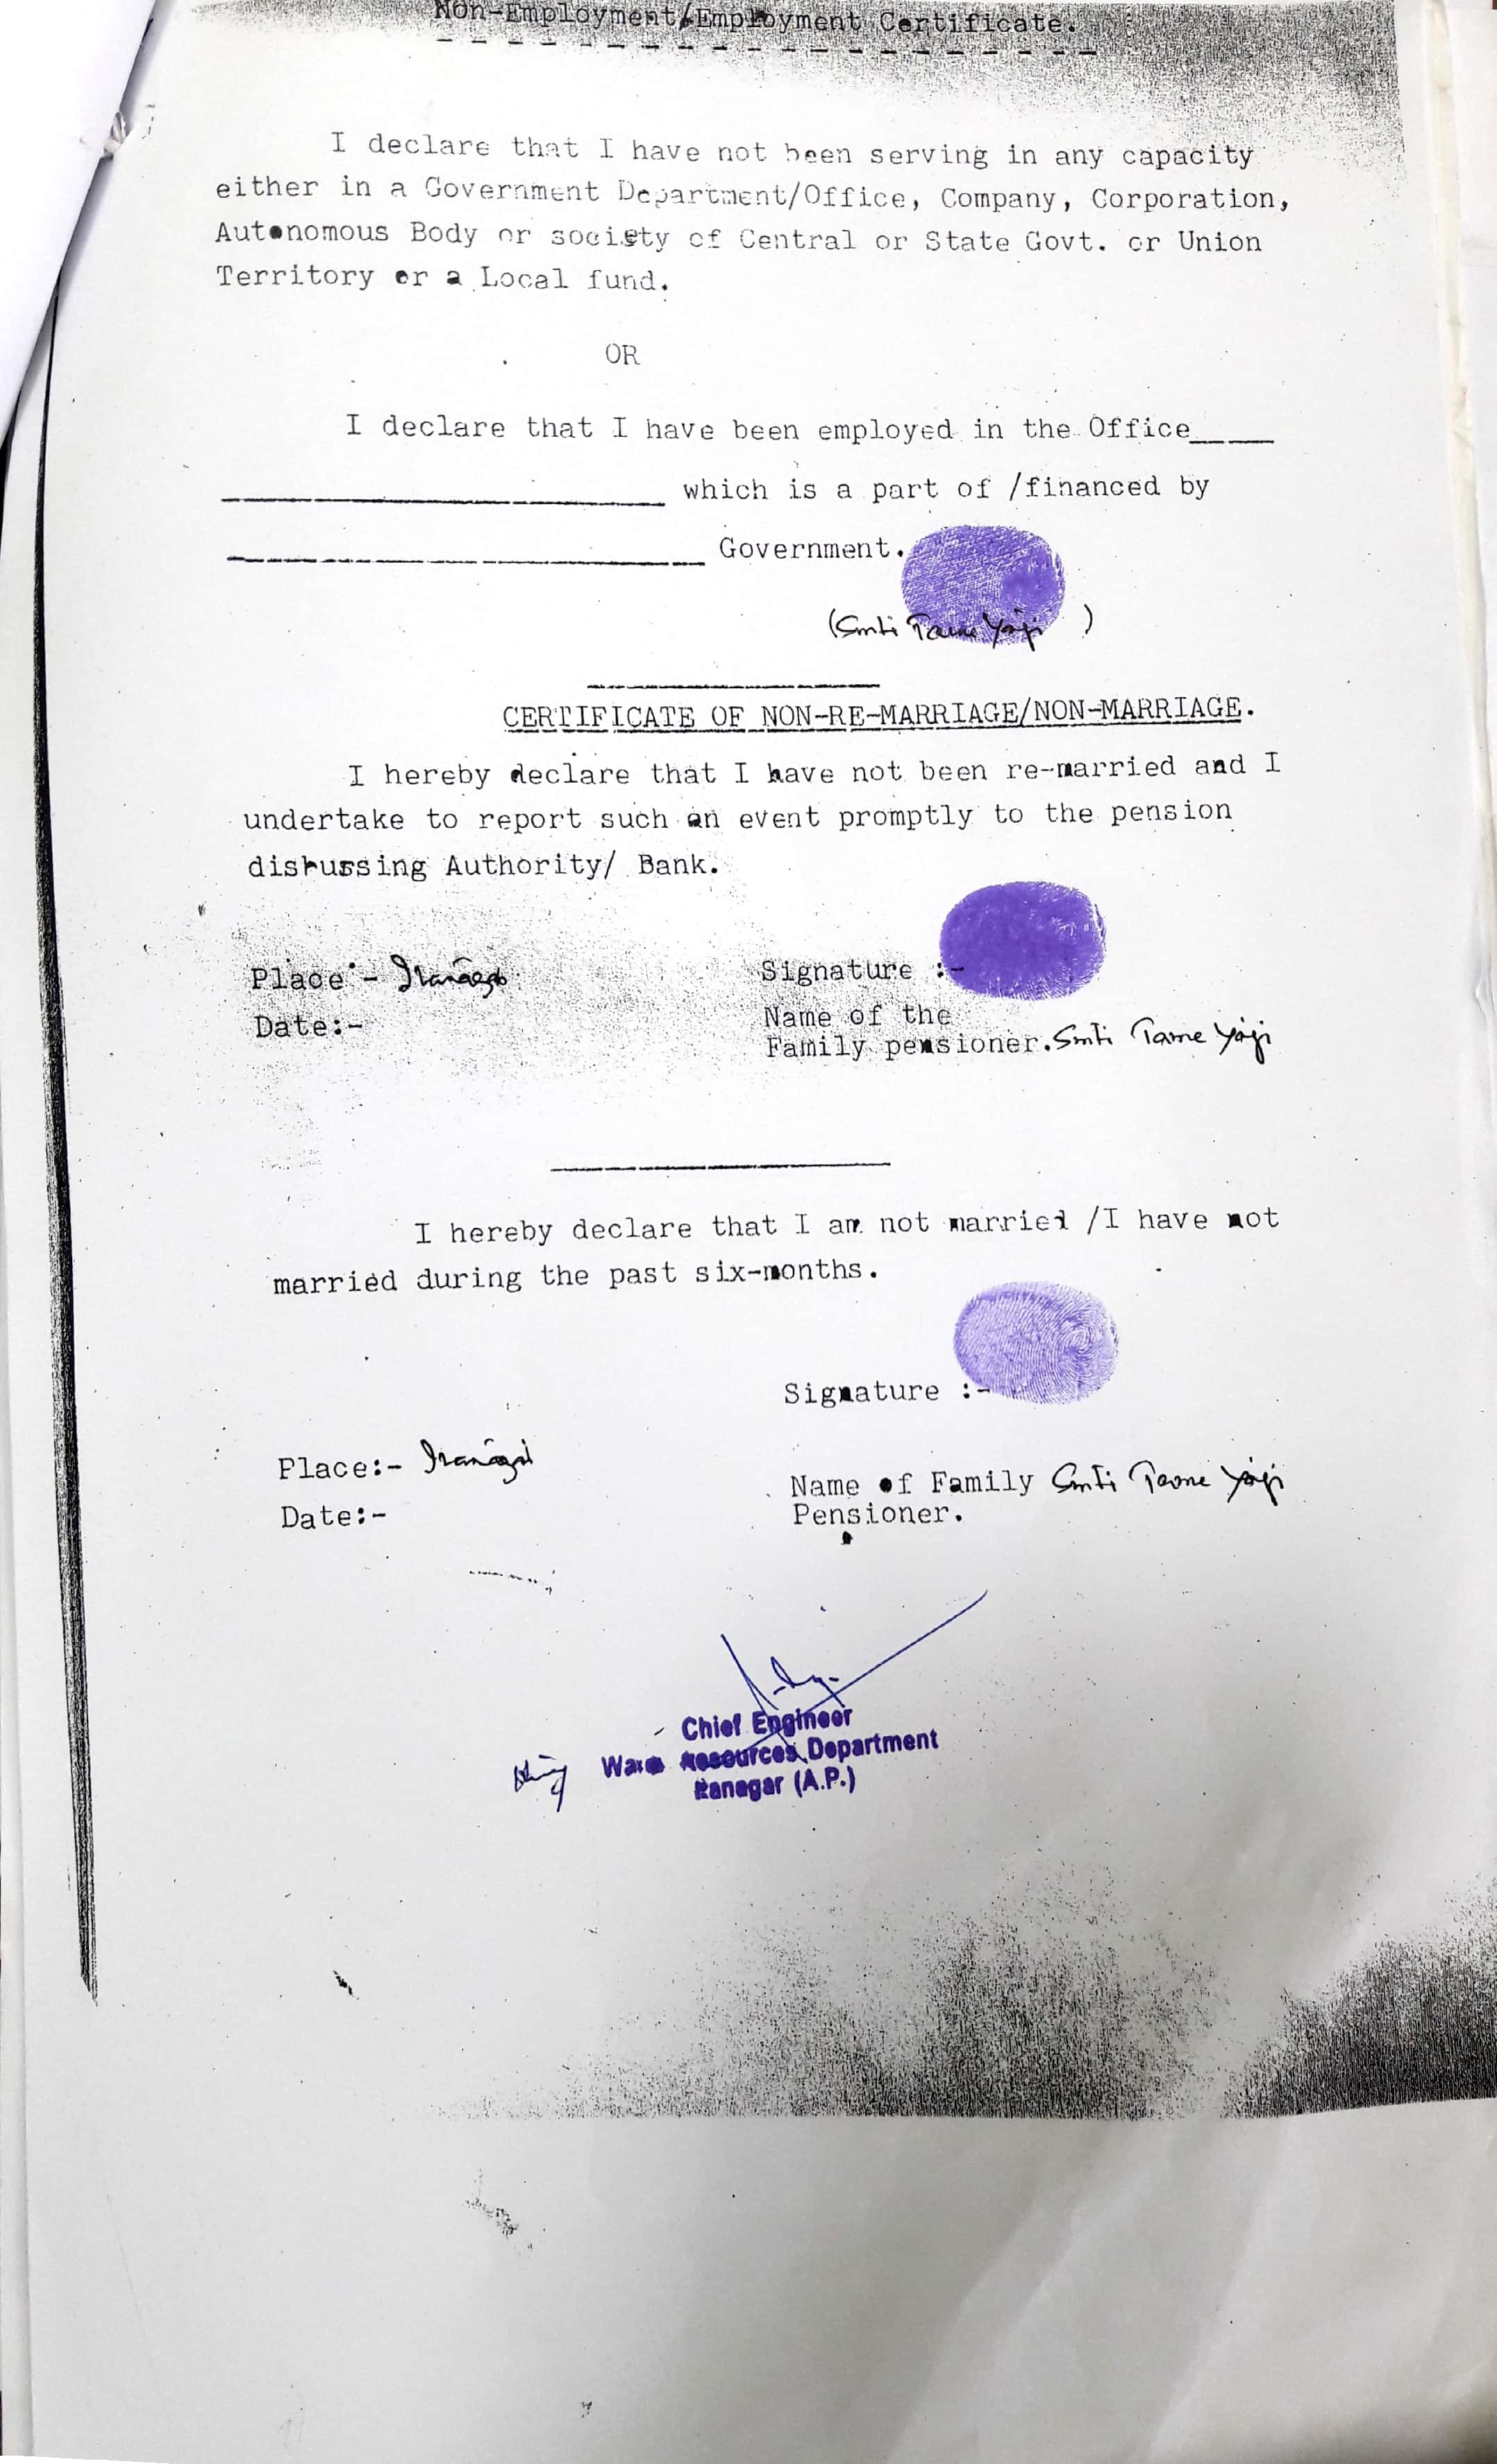 Non-Employment/Employment Certificate.
I declare that I have not been serving in any capacity
either in a Government Department/Office, Company, Corporation,
Autonomous Body or society of Central or State Govt. or Union
Territory or a Local fund.
OR
I declare that I have been employed in the Office_____
_____ which is a part of /financed by
_____ Government.
(Smti Tame Yaji )
CERTIFICATE OF NON-RE-MARRIAGE/NON-MARRIAGE.
I hereby declare that I have not been re-married and I
undertake to report such an event promptly to the pension
disbussing Authority/ Bank.
Place :- Itanagar Signature :-
Date:- Name of the
Family pensioner. Smti Tame Yaji
I hereby declare that I am not married /I have not
married during the past six-months.
Signature :-
Place:- Itanagar
Name of Family Smti Tame Yaji
Date:- Pensioner.
Chief Engineer
Resources Department
(A.P.)